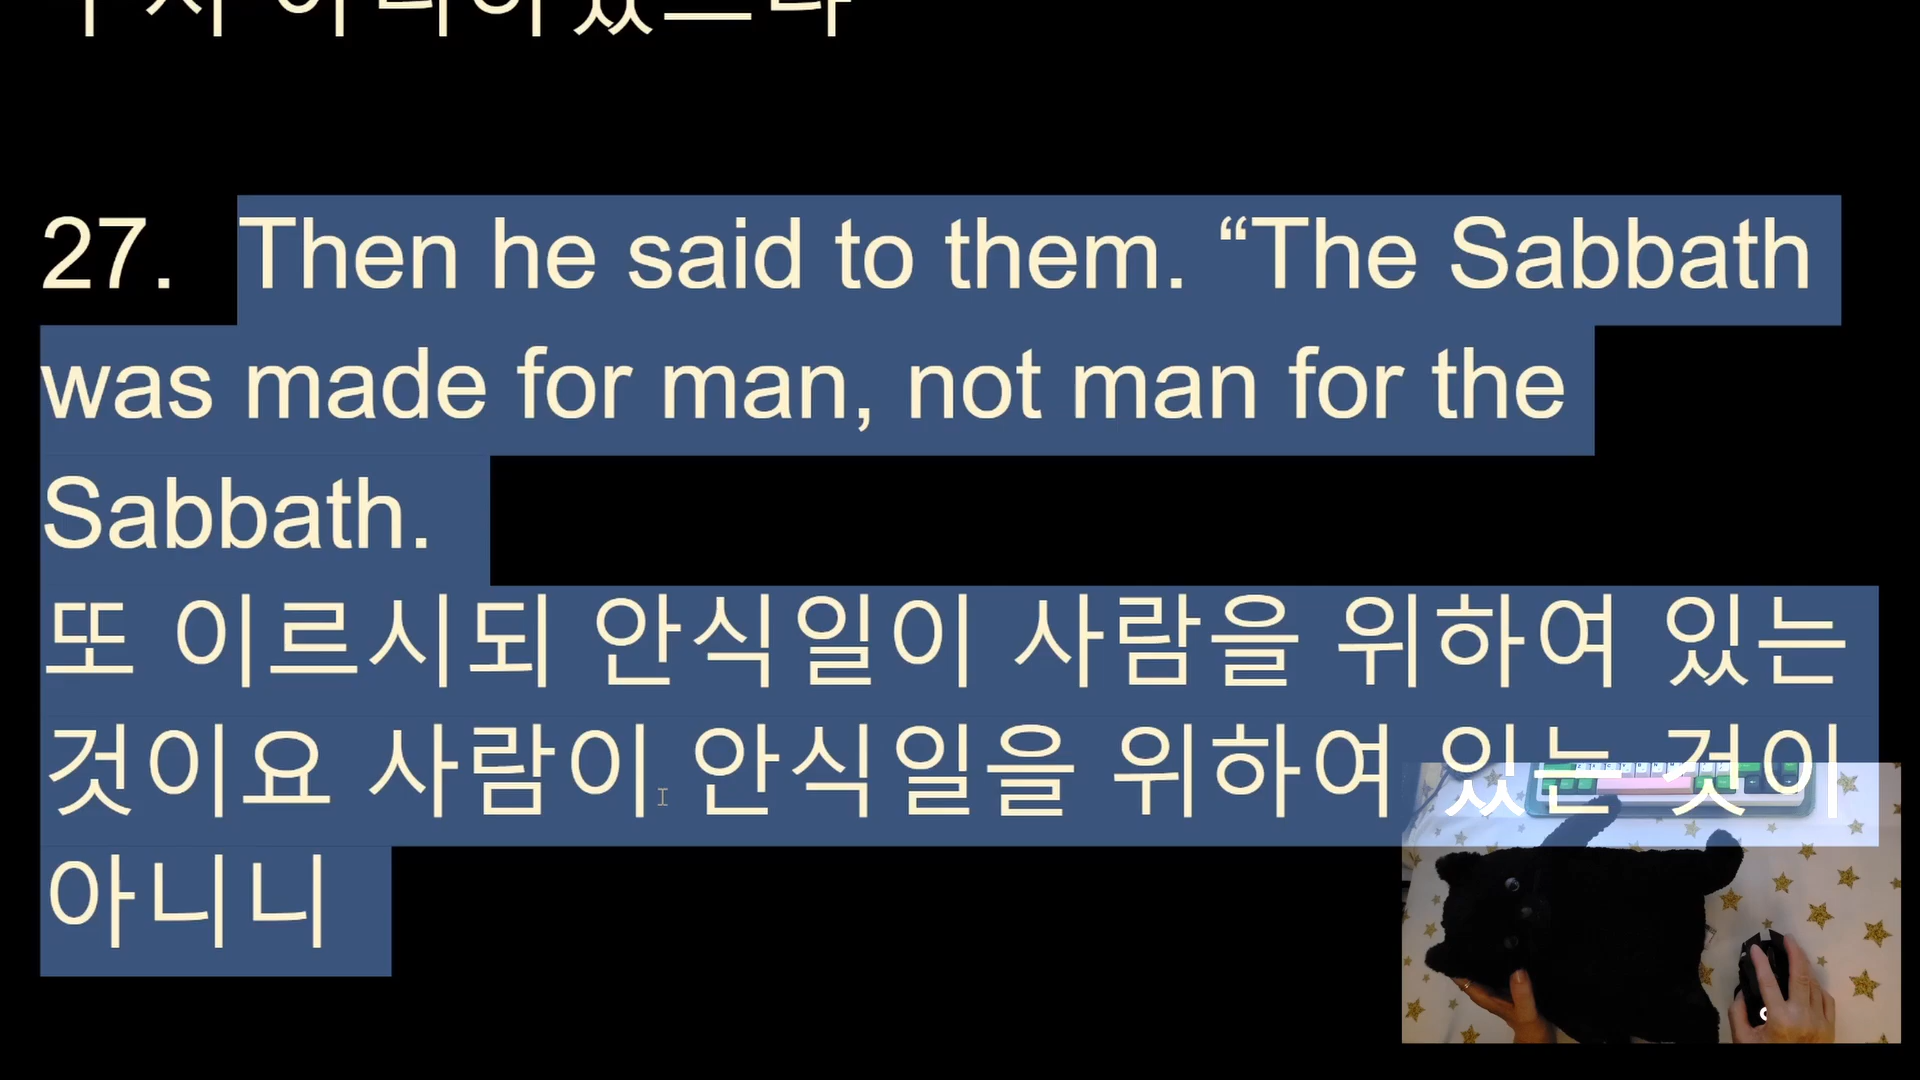 27. Then he said to them. “The Sabbath
was made for man, not man for the
Sabbath.
또 이르시되 안식일이 사람을 위하여 있는
것이요 사람이 안식일을 위하여 있는 것이
아니니